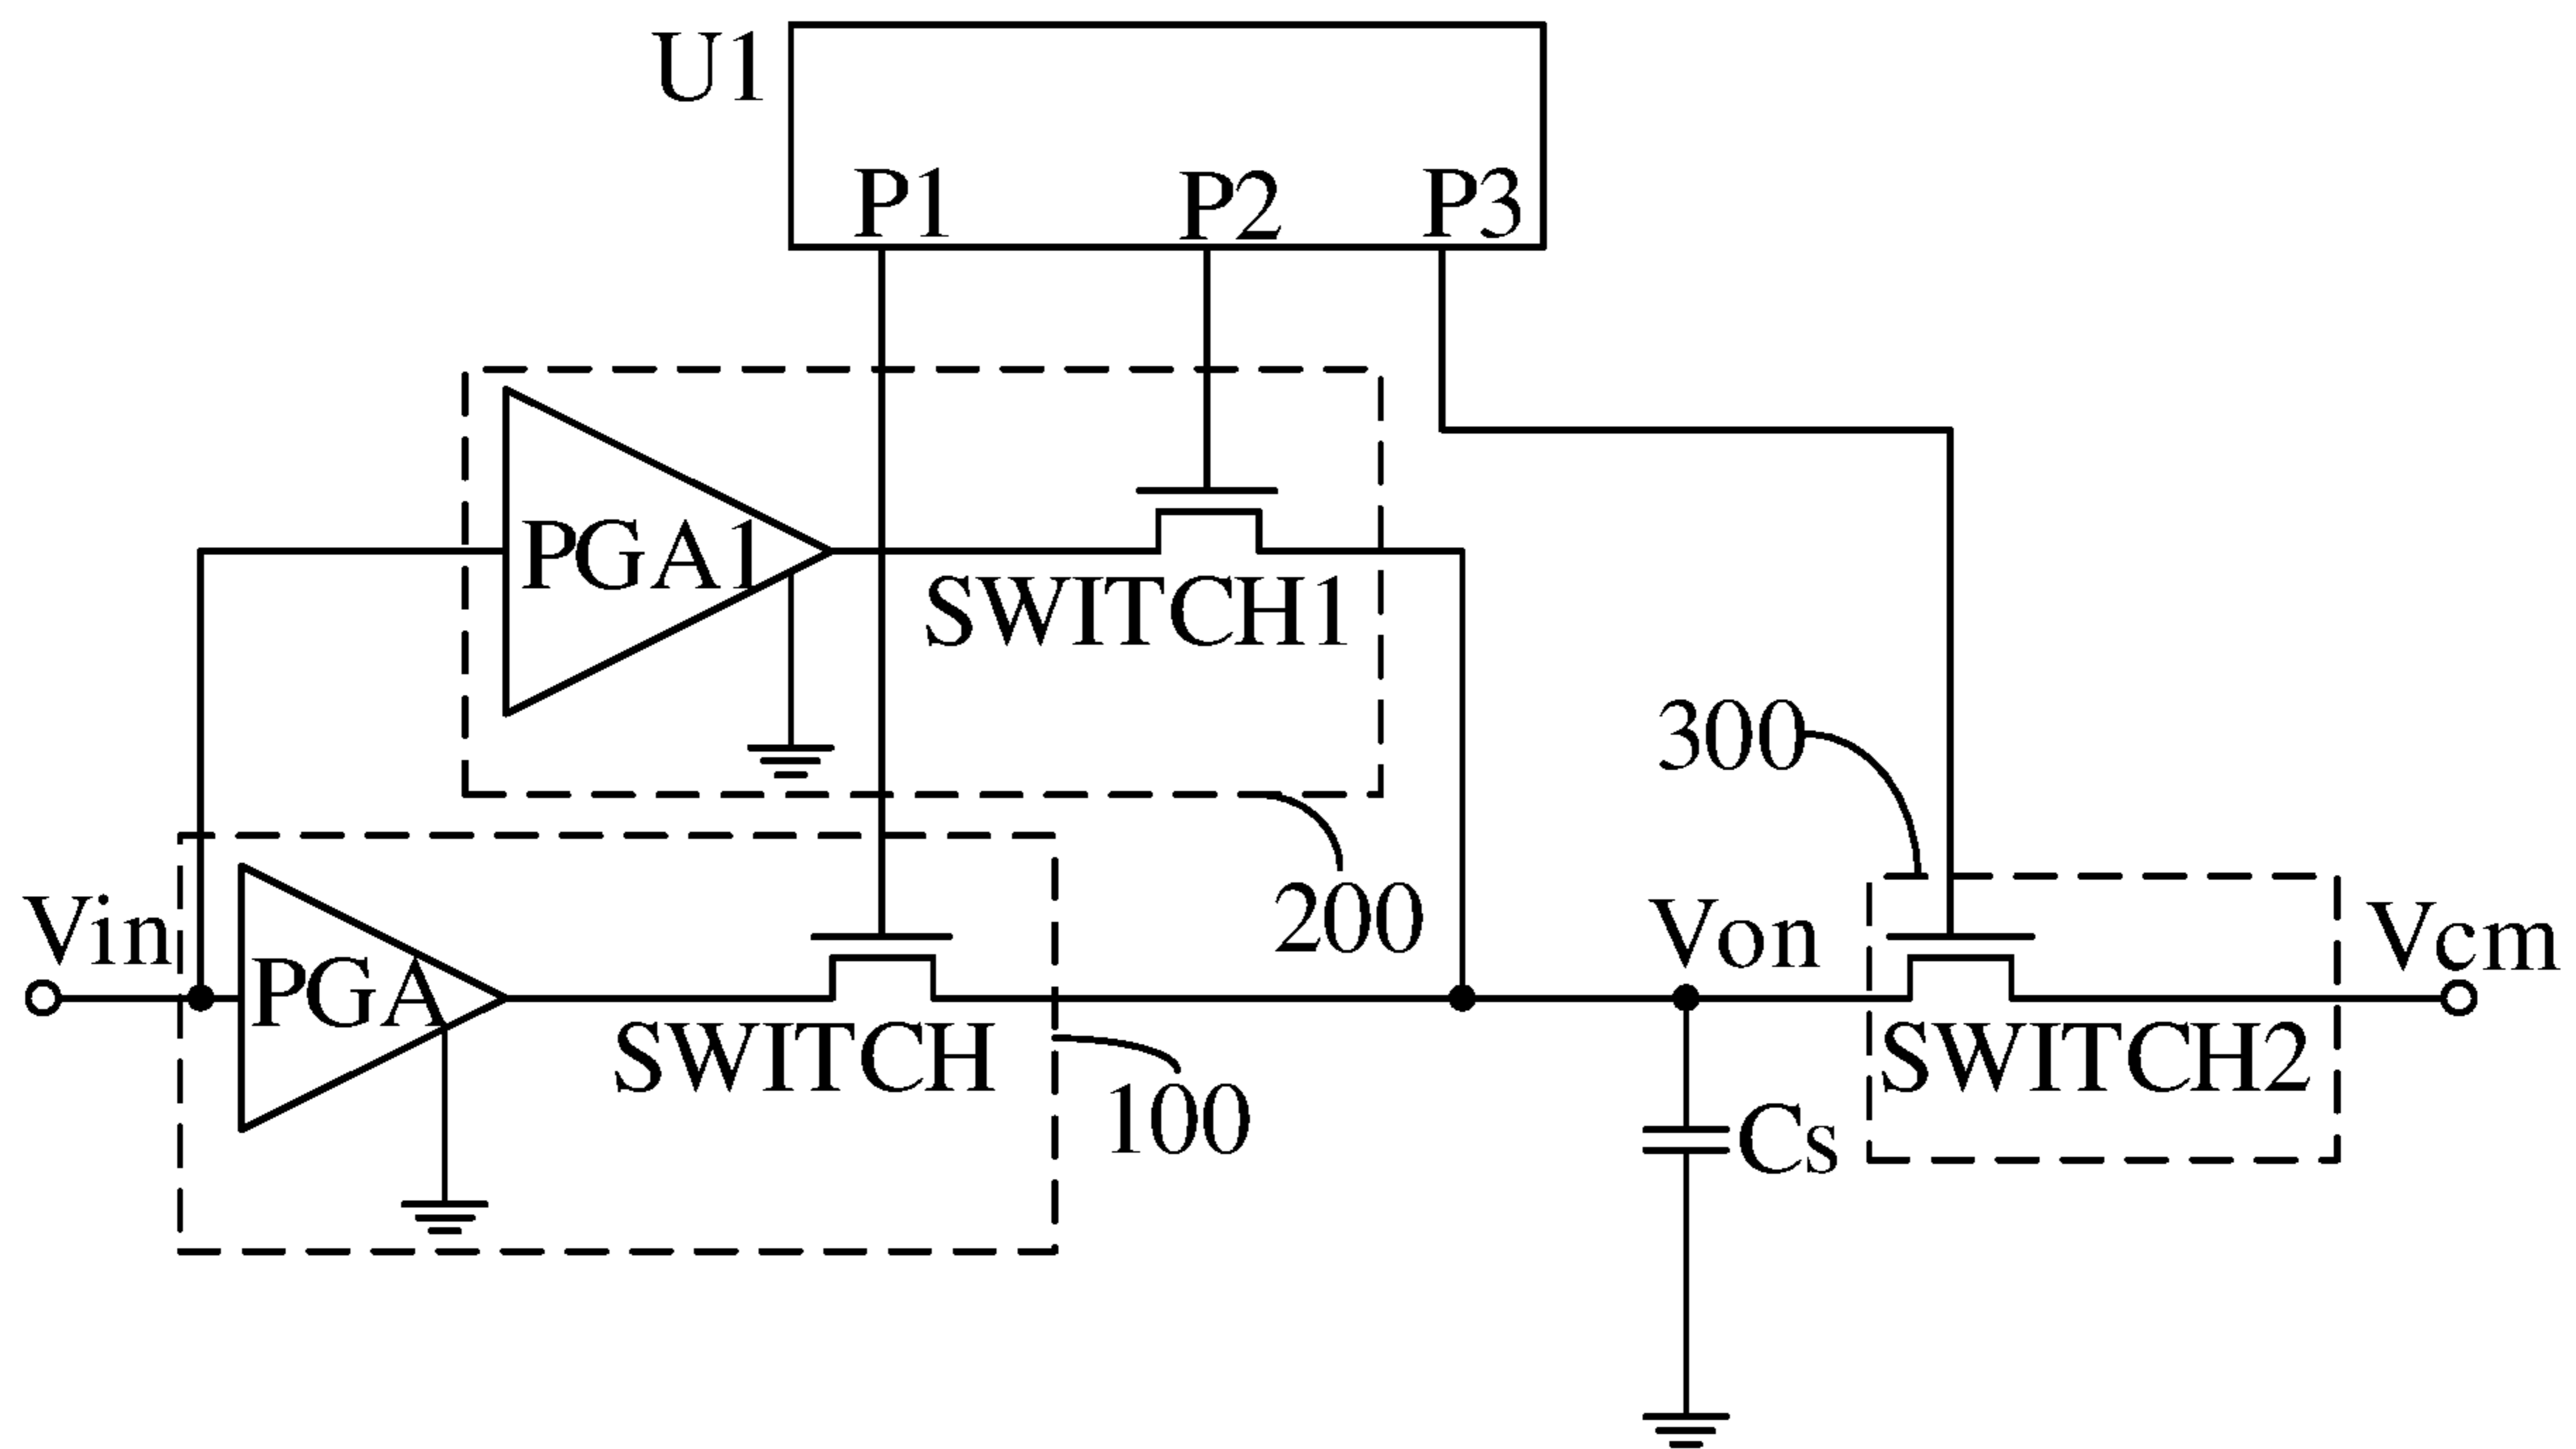 U1
P1 P2 P3
PGA1
SWITCH1
300
Vin
PGA
200
Von
Vcm
SWITCH
SWITCH2
100
Cs